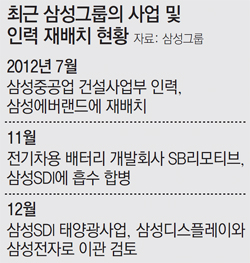 최근 삼성그룹의 사업 및
인력 재배치 현황 자료: 삼성그룹
2012년 7월
삼성중공업 건설사업부 인력,
삼성에버랜드에 재배치
11월
전기차용 배터리 개발회사 SB리모티브,
삼성SDI에 흡수 합병
12월
삼성SDI 태양광사업, 삼성디스플레이와
삼성전자로 이관 검토